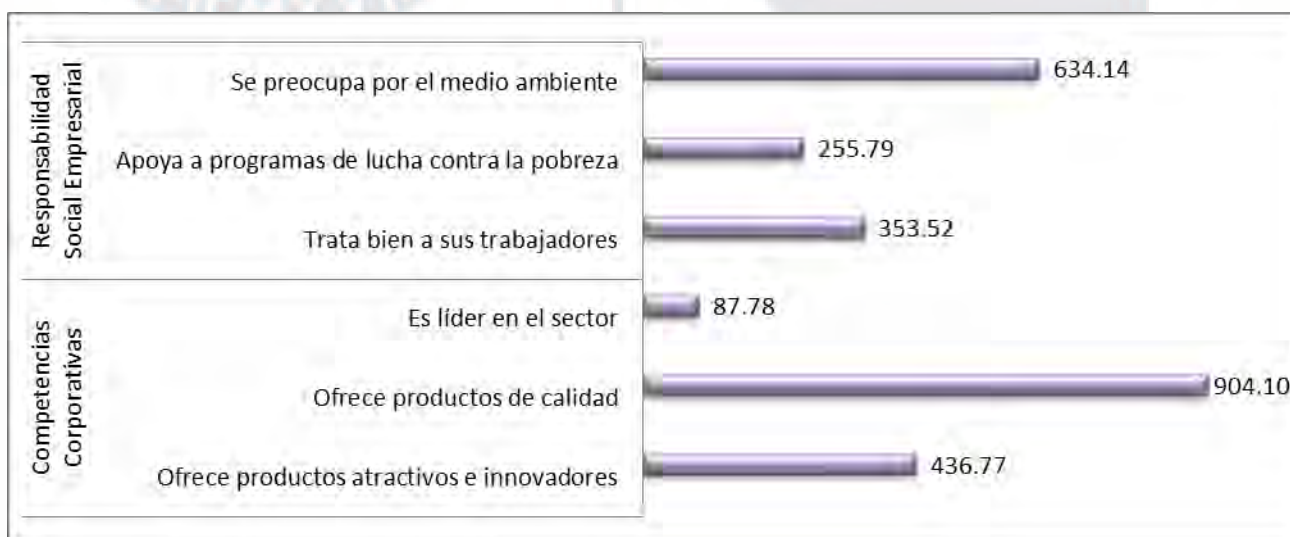 Responsabilidad
Social Empresarial
Se preocupa por el medio ambiente
634.14
Apoya a programas de lucha contra la pobreza
255.79
Trata bien a sus trabajadores
353.52
Competencias
Corporativas
Es líder en el sector
87.78
Ofrece productos de calidad
904.10
Ofrece productos atractivos e innovadores
436.77